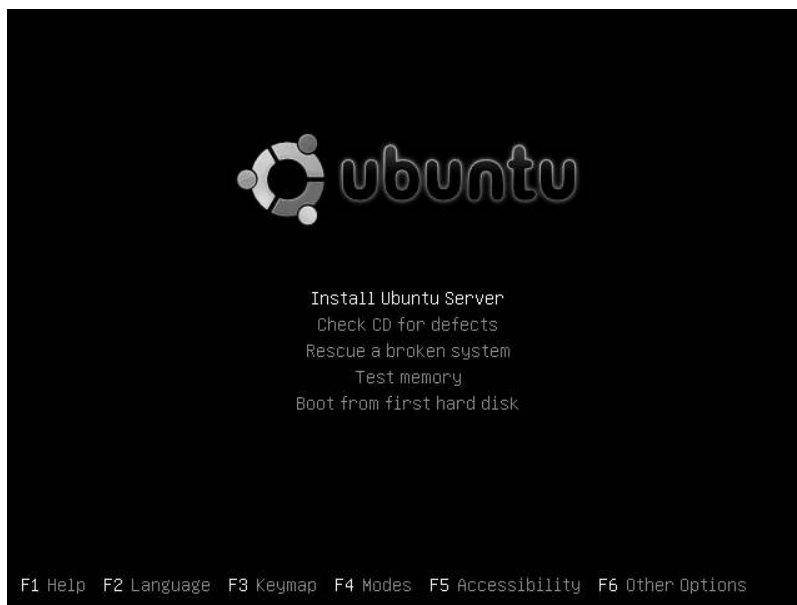 ubuntu
Install Ubuntu Server
Check CD for defects
Rescue a broken system
Test memory
Boot from first hard disk
F1 Help F2 Language F3 Keymap F4 Modes F5 Accessibility F6 Other Options